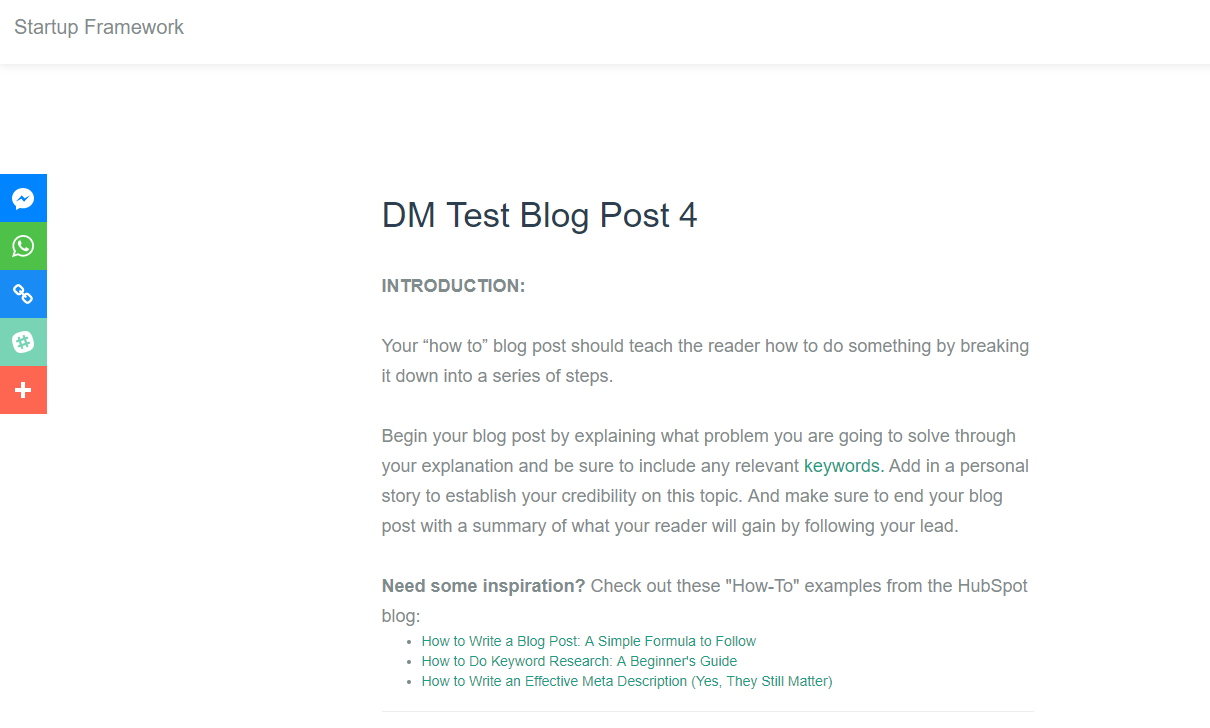 Startup Framework
DM Test Blog Post 4
INTRODUCTION:
Your “how to” blog post should teach the reader how to do something by breaking
it down into a series of steps.
Begin your blog post by explaining what problem you are going to solve through
your explanation and be sure to include any relevant keywords. Add in a personal
story to establish your credibility on this topic. And make sure to end your blog
post with a summary of what your reader will gain by following your lead.
Need some inspiration? Check out these "How-To" examples from the HubSpot
blog:
• How to Write a Blog Post: A Simple Formula to Follow
• How to Do Keyword Research: A Beginner's Guide
• How to Write an Effective Meta Description (Yes, They Still Matter)